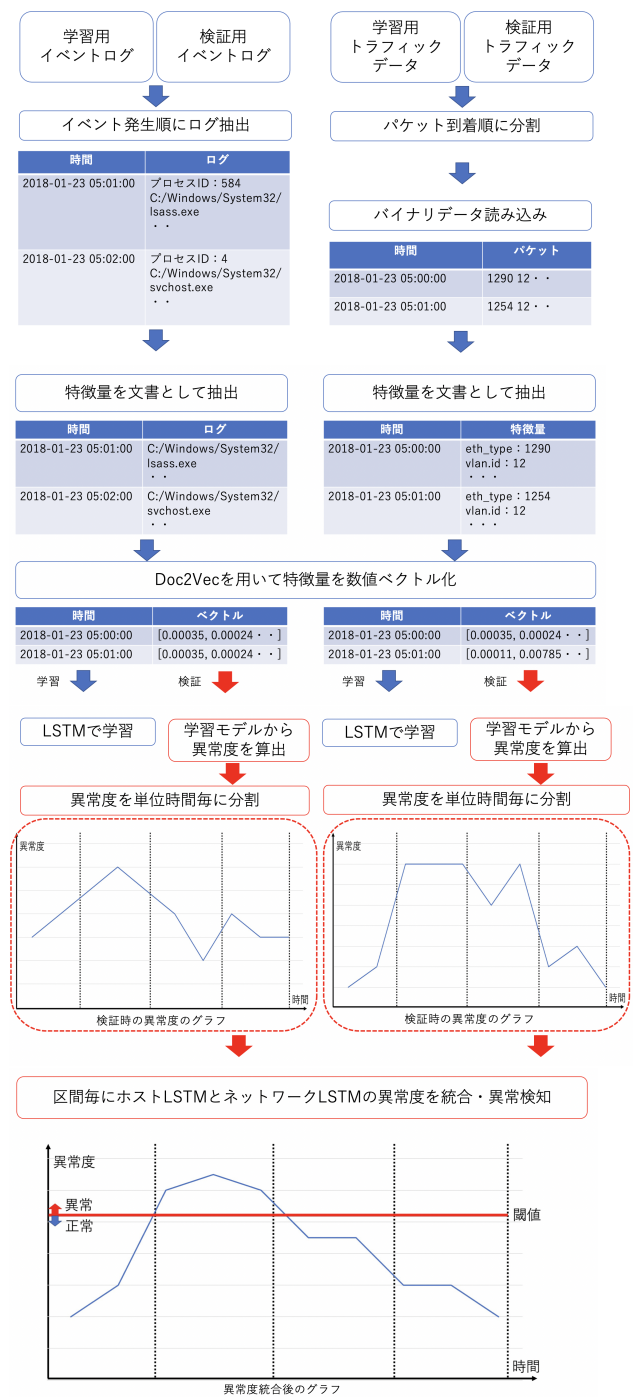 学習用
イベントログ
検証用
イベントログ
学習用
トラフィック
データ
検証用
トラフィック
データ
イベント発生順にログ抽出
パケット到着順に分割
時間 ログ
2018-01-23 05:01:00 プロセスID：584
C:/Windows/System32/
lsass.exe
・・
2018-01-23 05:02:00 プロセスID：4
C:/Windows/System32/
svchost.exe
・・
バイナリデータ読み込み
時間 パケット
2018-01-23 05:00:00 1290 12・・
2018-01-23 05:01:00 1254 12・・
特徴量を文書として抽出
特徴量を文書として抽出
時間 ログ
2018-01-23 05:01:00 C:/Windows/System32/
lsass.exe
・・
2018-01-23 05:02:00 C:/Windows/System32/
svchost.exe
・・
時間 特徴量
2018-01-23 05:00:00 eth_type：1290
vlan.id：12
・・・
2018-01-23 05:01:00 eth_type：1254
vlan.id：12
・・・
Doc2Vecを用いて特徴量を数値ベクトル化
時間 ベクトル
2018-01-23 05:00:00 [0.00035, 0.00024・・]
2018-01-23 05:01:00 [0.00035, 0.00024・・]
時間 ベクトル
2018-01-23 05:00:00 [0.00035, 0.00024・・]
2018-01-23 05:01:00 [0.00011, 0.00785・・]
学習
検証
学習
検証
LSTMで学習
学習モデルから
異常度を算出
LSTMで学習
学習モデルから
異常度を算出
異常度を単位時間毎に分割
異常度を単位時間毎に分割
異常度
時間
検証時の異常度のグラフ
異常度
時間
検証時の異常度のグラフ
区間毎にホストLSTMとネットワークLSTMの異常度を統合・異常検知
異常度
異常
正常
閾値
時間
異常度統合後のグラフ